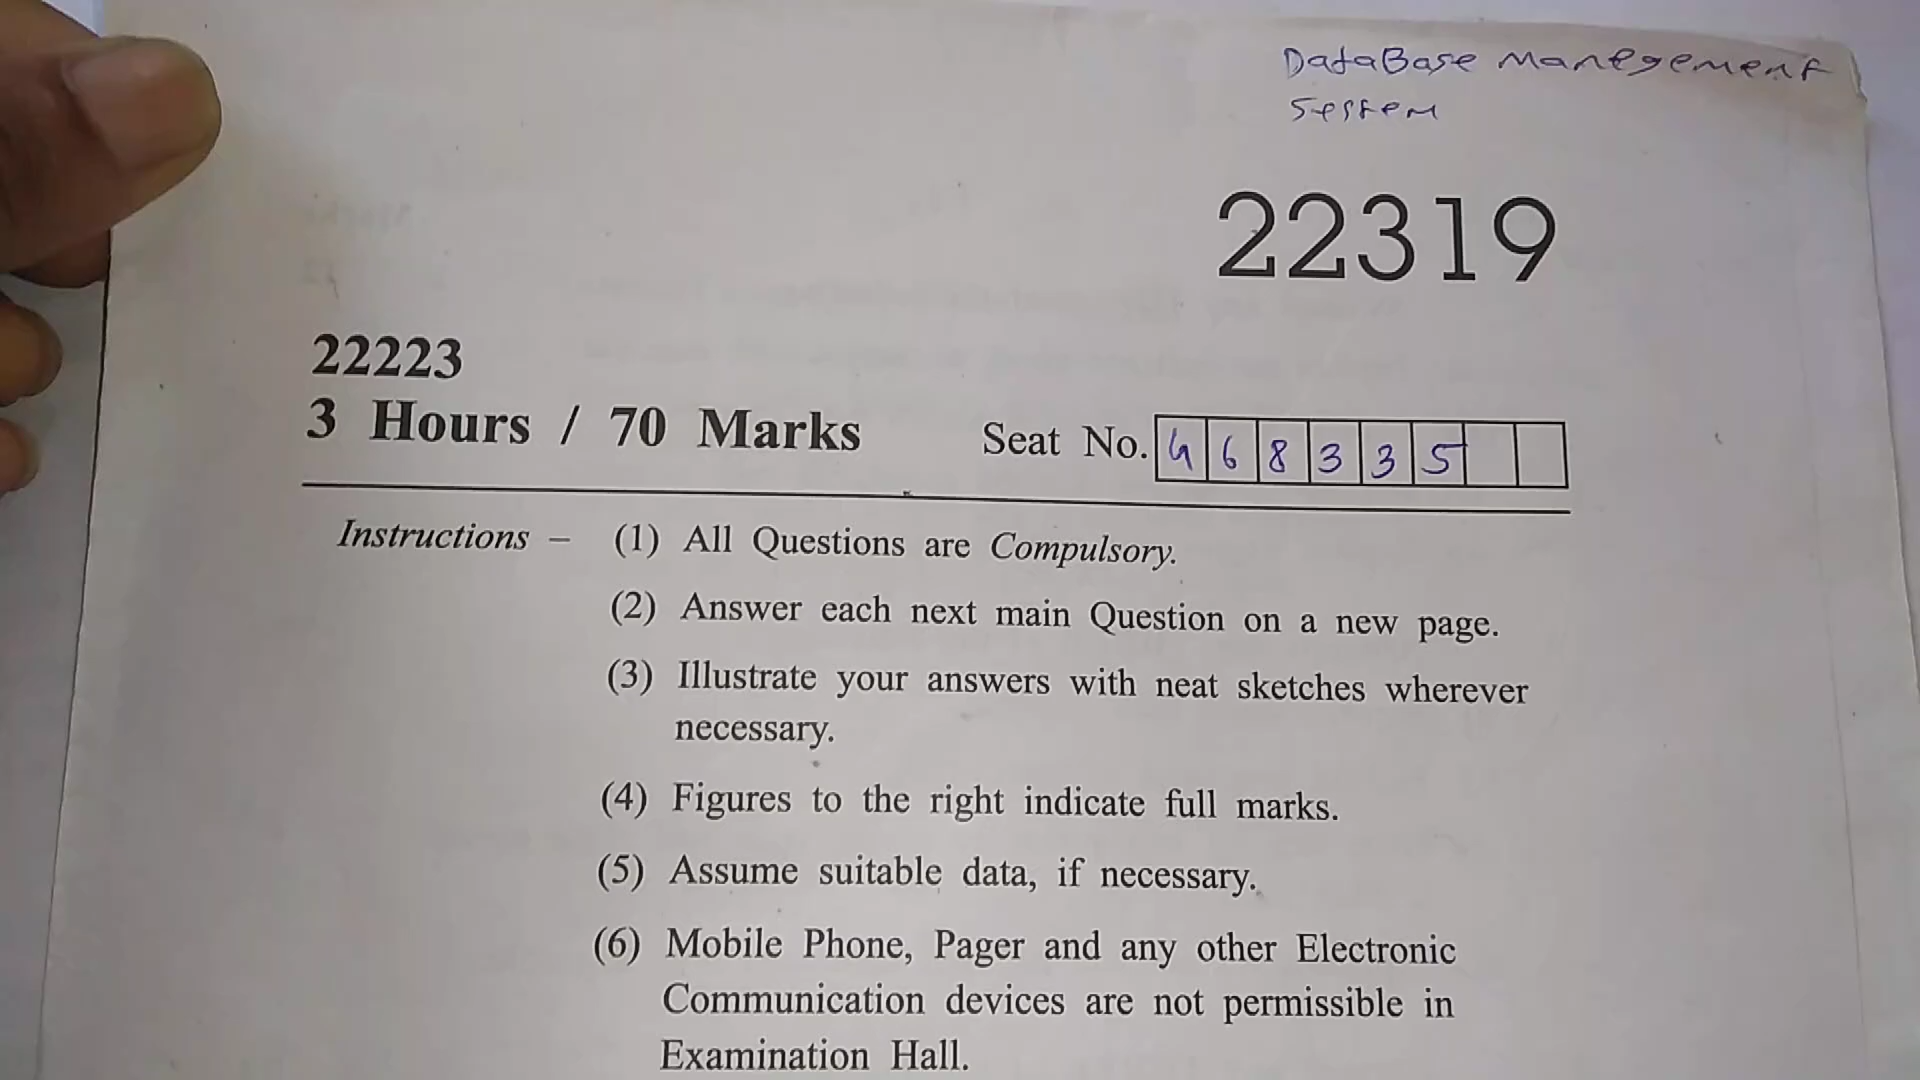 DataBase Manegement
Sestem
22319
22223
3 Hours / 70 Marks
Seat No. 4 6 8 3 3 5
Instructions – (1) All Questions are Compulsory.
(2) Answer each next main Question on a new page.
(3) Illustrate your answers with neat sketches wherever
necessary.
(4) Figures to the right indicate full marks.
(5) Assume suitable data, if necessary.
(6) Mobile Phone, Pager and any other Electronic
Communication devices are not permissible in
Examination Hall.